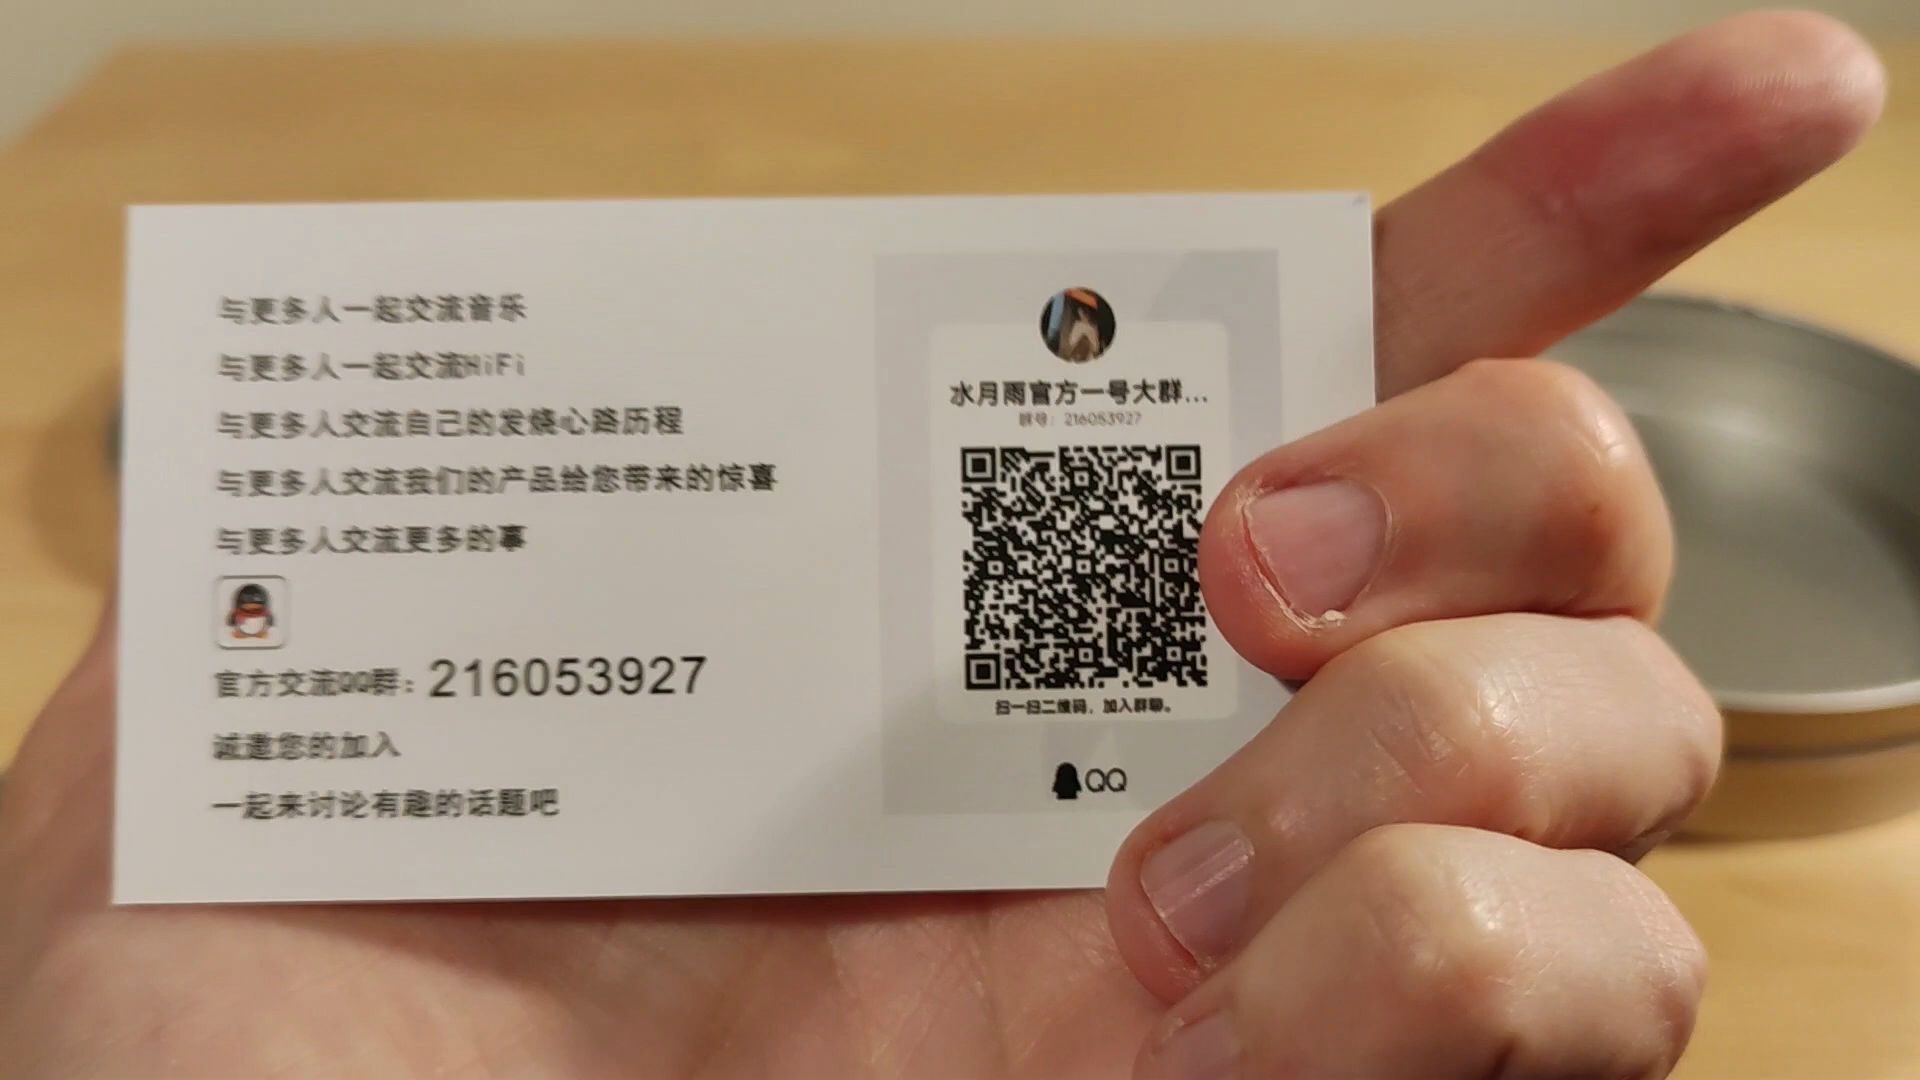 与更多人一起交流音乐
与更多人一起交流HiFi
与更多人交流自己的发烧心路历程
与更多人交流我们的产品给您带来的惊喜
与更多人交流更多的事
官方交流QQ群：216053927
诚邀您的加入
一起来讨论有趣的话题吧
水月雨官方一号大群...
群号：216053927
扫一扫二维码，加入群聊。
QQ